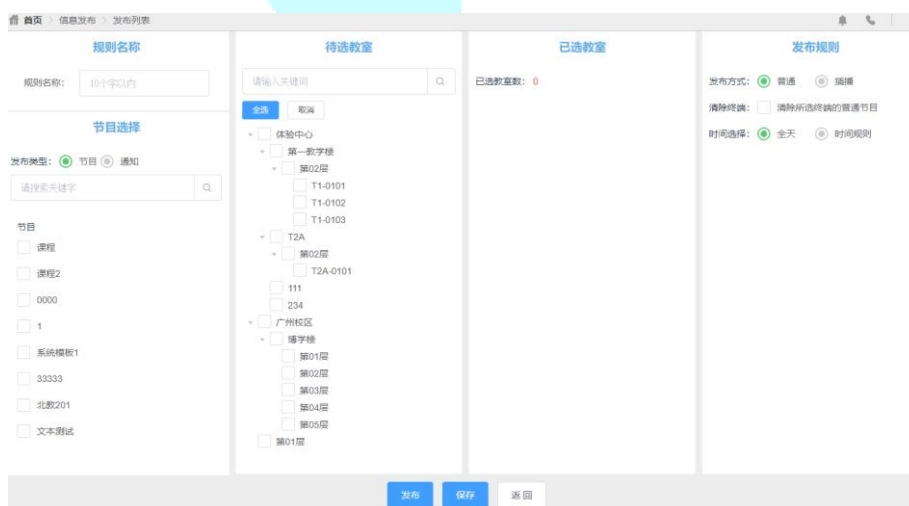 首页 > 信息发布 > 发布列表
规则名称
规则名称: 10个字以内
节目选择
发布类型: 节目 通知
请搜索关键字
节目
课程
课程2
0000
1
系统模板1
33333
北教201
文本测试
待选教室
请输入关键词
全选 取消
体验中心
第一教学楼
第02层
T1-0101
T1-0102
T1-0103
T2A
第02层
T2A-0101
111
234
广州校区
博学楼
第01层
第02层
第03层
第04层
第05层
第01层
已选教室
已选教室数: 0
发布规则
发布方式: 普通 插播
清除终端: 清除所选终端的普通节目
时间选择: 全天 时间规则
发布 保存 返回